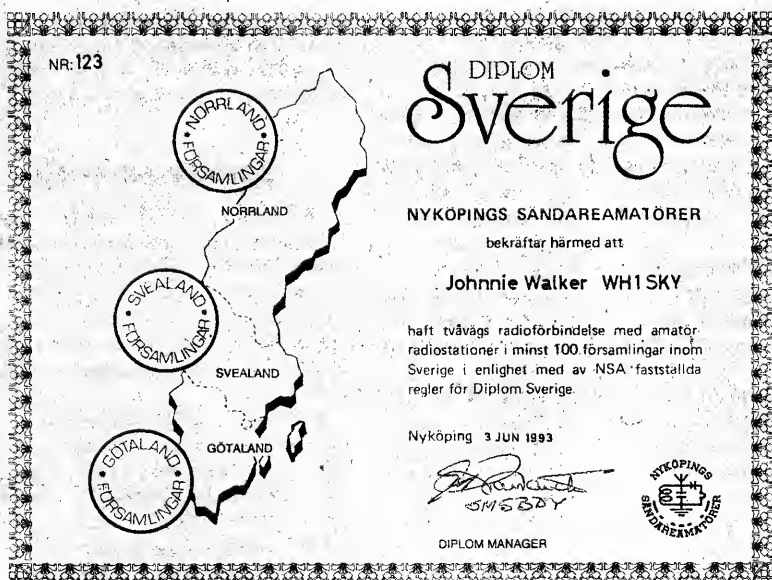 NR: 123
DIPLOM
Sverige
NORRLAND
FÖRSAMLINGAR
NORRLAND
SVEALAND
FÖRSAMLINGAR
SVEALAND
GÖTALAND
FÖRSAMLINGAR
GÖTALAND
NYKÖPINGS SÄNDAREAMATÖRER
bekräftar härmed att
Johnnie Walker WH1SKY
haft tvåvägs radioförbindelse med amatör-
radiostationer i minst 100 församlingar inom
Sverige i enlighet med av NSA fastställda
regler för Diplom Sverige.
Nyköping 3 JUN 1993
DIPLOM MANAGER
NYKÖPINGS
SÄNDAREAMATÖRER